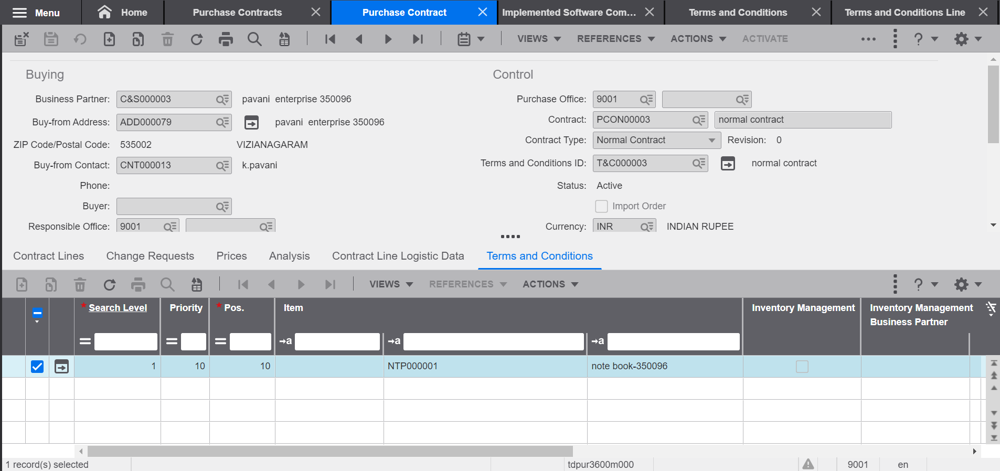 Menu
Home
Purchase Contracts
Purchase Contract
Implemented Software Com...
Terms and Conditions
Terms and Conditions Line
VIEWS
REFERENCES
ACTIONS
ACTIVATE
Buying
Business Partner: C&S000003 pavani enterprise 350096
Buy-from Address: ADD000079 pavani enterprise 350096
ZIP Code/Postal Code: 535002 VIZIANAGARAM
Buy-from Contact: CNT000013 k.pavani
Phone:
Buyer:
Responsible Office: 9001
Control
Purchase Office: 9001
Contract: PCON00003 normal contract
Contract Type: Normal Contract Revision: 0
Terms and Conditions ID: T&C000003 normal contract
Status: Active
Import Order
Currency: INR INDIAN RUPEE
Contract Lines
Change Requests
Prices
Analysis
Contract Line Logistic Data
Terms and Conditions
VIEWS
REFERENCES
ACTIONS
* Search Level
Priority
* Pos.
Item
Inventory Management
Inventory Management
Business Partner
a
a
a
1 10 10 NTP000001 note book-350096
1 record(s) selected
tdpur3600m000
9001
en